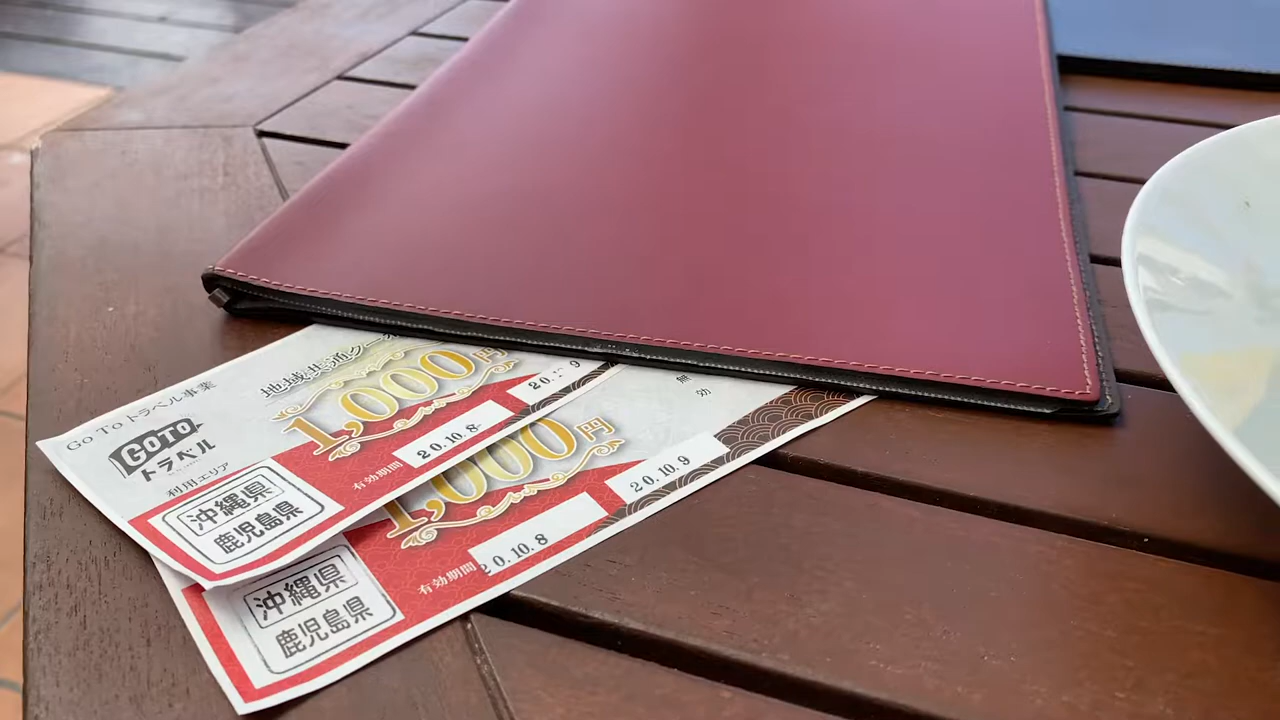 Go To トラベル事業
GOTO
トラベル
利用エリア
沖縄県
鹿児島県
地域共通クー
1,000円
有効期間
20.10.8
20.
9
1,000円
沖縄県
鹿児島県
有効期間
20.10.8
20.10.9
無効